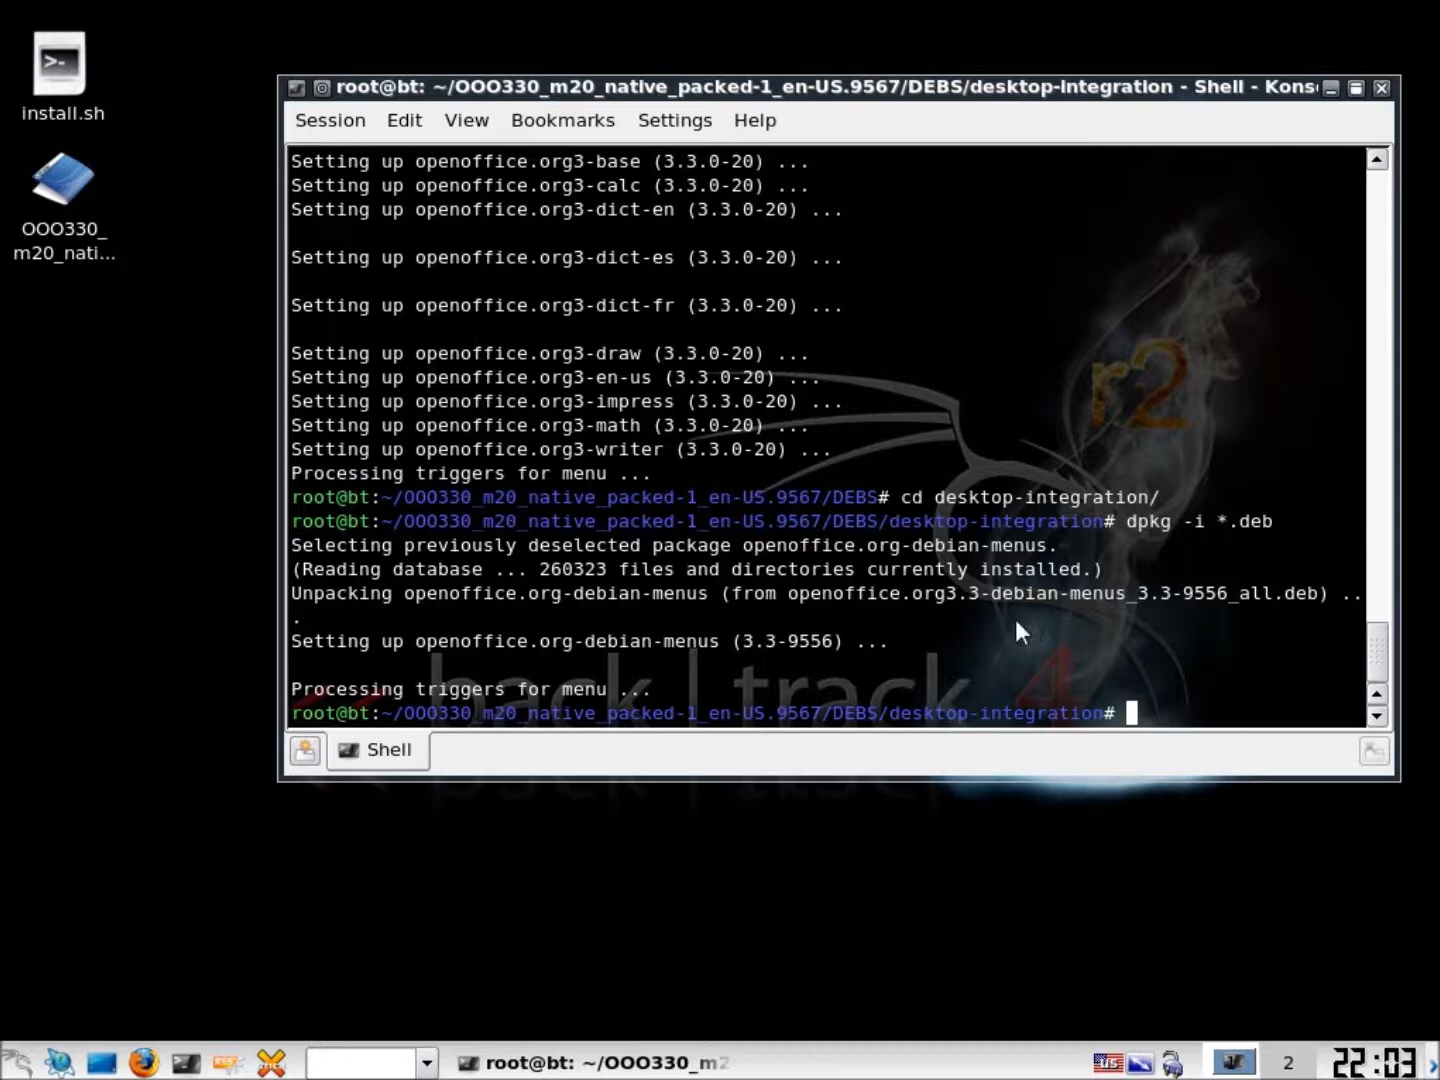 install.sh
OOO330_
m20_nati...
root@bt: ~/OOO330_m20_native_packed-1_en-US.9567/DEBS/desktop-integration - Shell - Kons
Session Edit View Bookmarks Settings Help
Setting up openoffice.org3-base (3.3.0-20) ...
Setting up openoffice.org3-calc (3.3.0-20) ...
Setting up openoffice.org3-dict-en (3.3.0-20) ...
Setting up openoffice.org3-dict-es (3.3.0-20) ...
Setting up openoffice.org3-dict-fr (3.3.0-20) ...
Setting up openoffice.org3-draw (3.3.0-20) ...
Setting up openoffice.org3-en-us (3.3.0-20) ...
Setting up openoffice.org3-impress (3.3.0-20) ...
Setting up openoffice.org3-math (3.3.0-20) ...
Setting up openoffice.org3-writer (3.3.0-20) ...
Processing triggers for menu ...
root@bt:~/OOO330_m20_native_packed-1_en-US.9567/DEBS# cd desktop-integration/
root@bt:~/OOO330_m20_native_packed-1_en-US.9567/DEBS/desktop-integration# dpkg -i *.deb
Selecting previously deselected package openoffice.org-debian-menus.
(Reading database ... 260323 files and directories currently installed.)
Unpacking openoffice.org-debian-menus (from openoffice.org3.3-debian-menus_3.3-9556_all.deb) ..
.
Setting up openoffice.org-debian-menus (3.3-9556) ...
Processing triggers for menu ...
root@bt:~/OOO330_m20_native_packed-1_en-US.9567/DEBS/desktop-integration#
r2
<< back | track 4
Shell
root@bt: ~/OOO330_m2
US
2
22:03